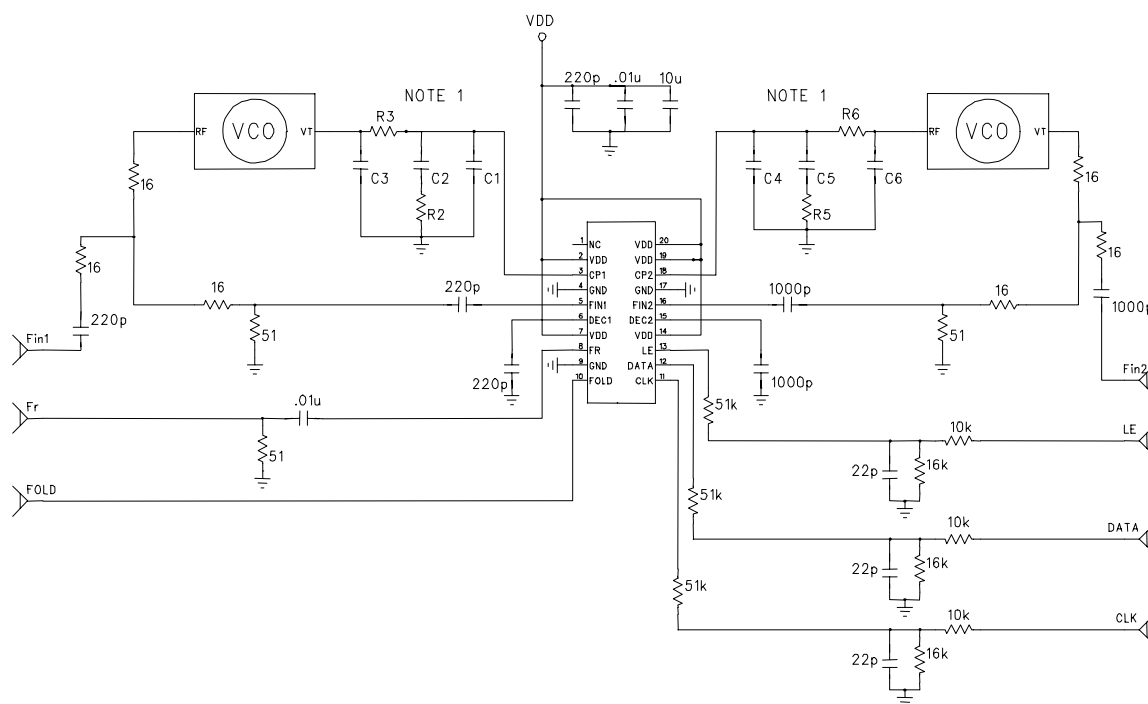 VDD
220p .01u 10u
NOTE 1
NOTE 1
RF VCO VT
R3
R6
RF VCO VT
16
C3 C2 C1
R2
C4 C5 C6
R5
16
16
16
1 NC VDD 20
2 VDD VDD 19
3 CP1 CP2 18
4 GND GND 17
5 FIN1 FIN2 16
6 DEC1 DEC2 15
7 VDD VDD 14
8 FR LE 13
9 GND DATA 12
10 FOLD CLK 11
16
220p
1000p
16
1000p
220p
51
51
Fin1
220p
1000p
Fin2
Fr
.01u
51
51k
10k
LE
22p
16k
FOLD
51k
10k
DATA
22p
16k
51k
10k
CLK
22p
16k